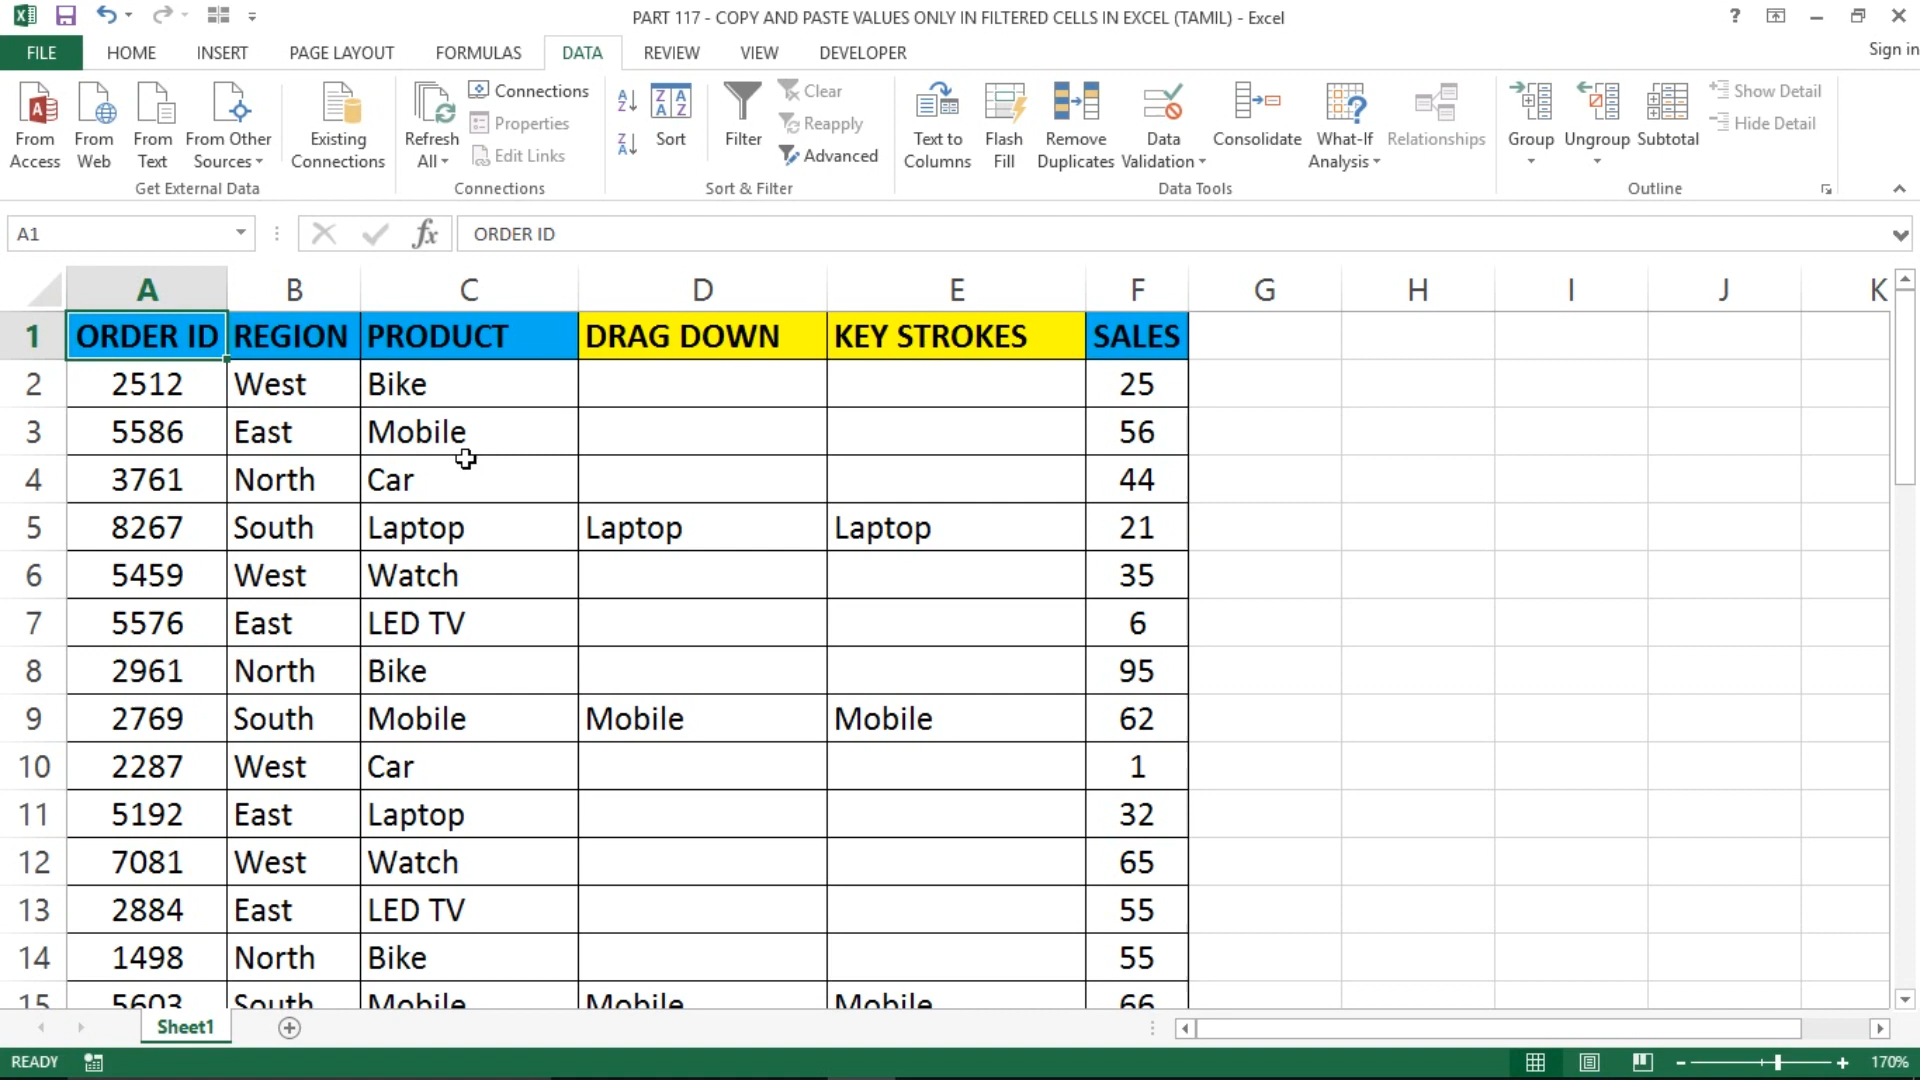 PART 117 - COPY AND PASTE VALUES ONLY IN FILTERED CELLS IN EXCEL (TAMIL) - Excel
FILE HOME INSERT PAGE LAYOUT FORMULAS DATA REVIEW VIEW DEVELOPER Sign in
From Access
From Web
From Text
From Other Sources
Get External Data
Existing Connections
Refresh All
Connections
Properties
Edit Links
Connections
Sort
Filter
Clear
Reapply
Advanced
Sort & Filter
Text to Columns
Flash Fill
Remove Duplicates
Data Validation
Consolidate
What-If Analysis
Relationships
Data Tools
Group
Ungroup
Subtotal
Show Detail
Hide Detail
Outline
A1 fx ORDER ID
A B C D E F G H I J K
1 ORDER ID REGION PRODUCT DRAG DOWN KEY STROKES SALES
2 2512 West Bike 25
3 5586 East Mobile 56
4 3761 North Car 44
5 8267 South Laptop Laptop Laptop 21
6 5459 West Watch 35
7 5576 East LED TV 6
8 2961 North Bike 95
9 2769 South Mobile Mobile Mobile 62
10 2287 West Car 1
11 5192 East Laptop 32
12 7081 West Watch 65
13 2884 East LED TV 55
14 1498 North Bike 55
15 5603 South Mobile Mobile Mobile 66
Sheet1
READY 170%